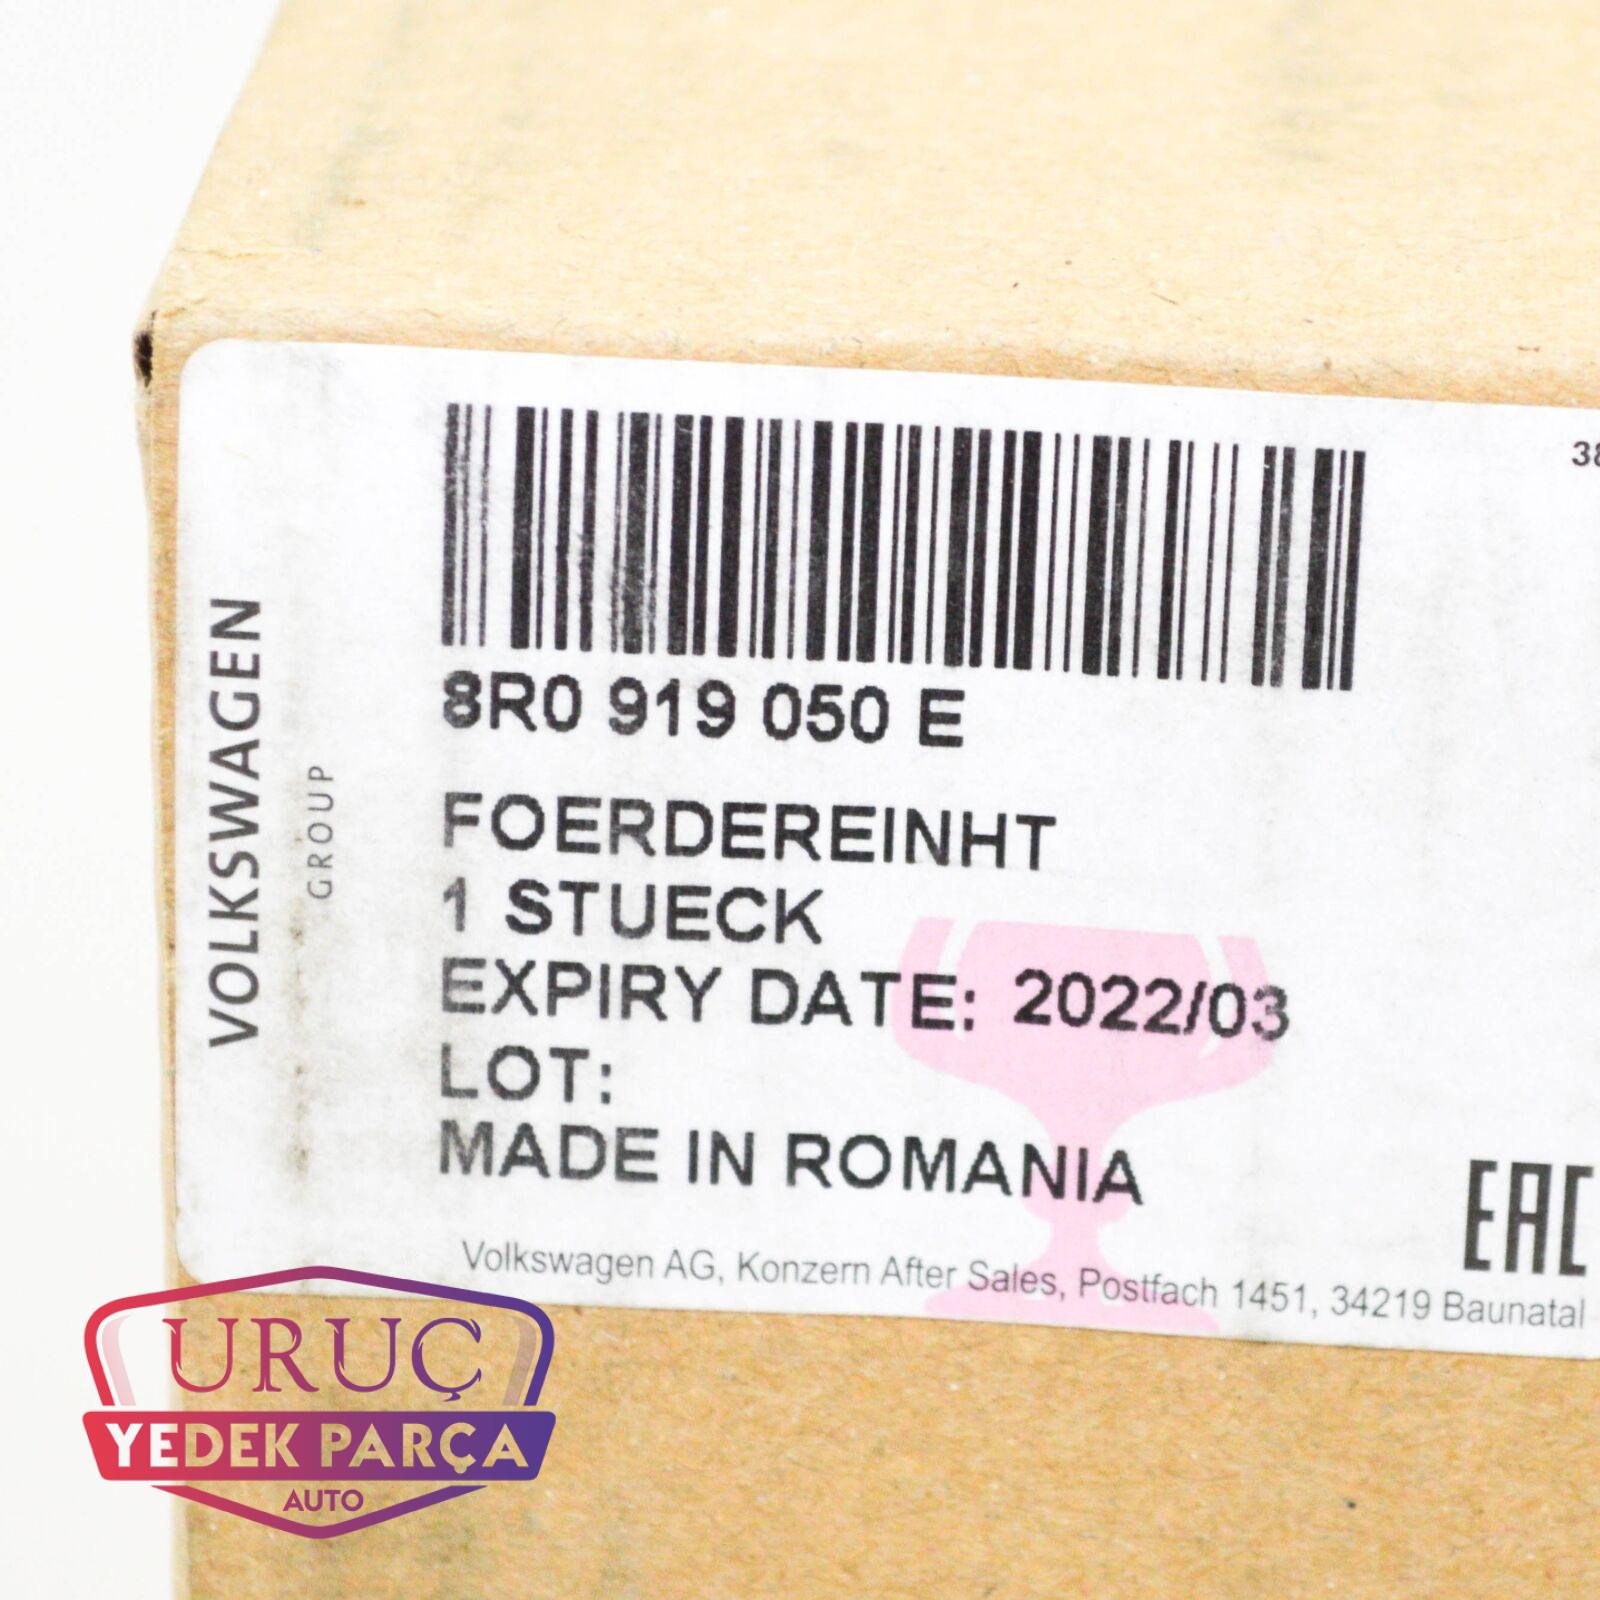 38
VOLKSWAGEN
GROUP
8R0 919 050 E
FOERDEREINHT
1 STUECK
EXPIRY DATE: 2022/03
LOT:
MADE IN ROMANIA
EAC
Volkswagen AG, Konzern After Sales, Postfach 1451, 34219 Baunatal
URUÇ
YEDEK PARÇA
AUTO